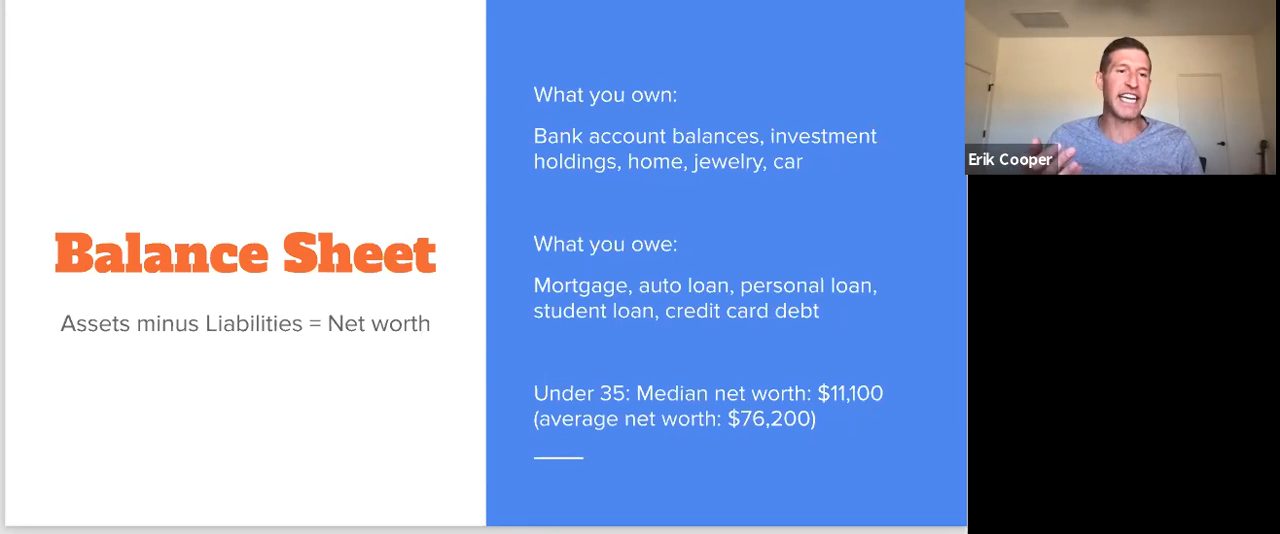 Balance Sheet
Assets minus Liabilities = Net worth
What you own:
Bank account balances, investment
holdings, home, jewelry, car
What you owe:
Mortgage, auto loan, personal loan,
student loan, credit card debt
Under 35: Median net worth: $11,100
(average net worth: $76,200)
Erik Cooper